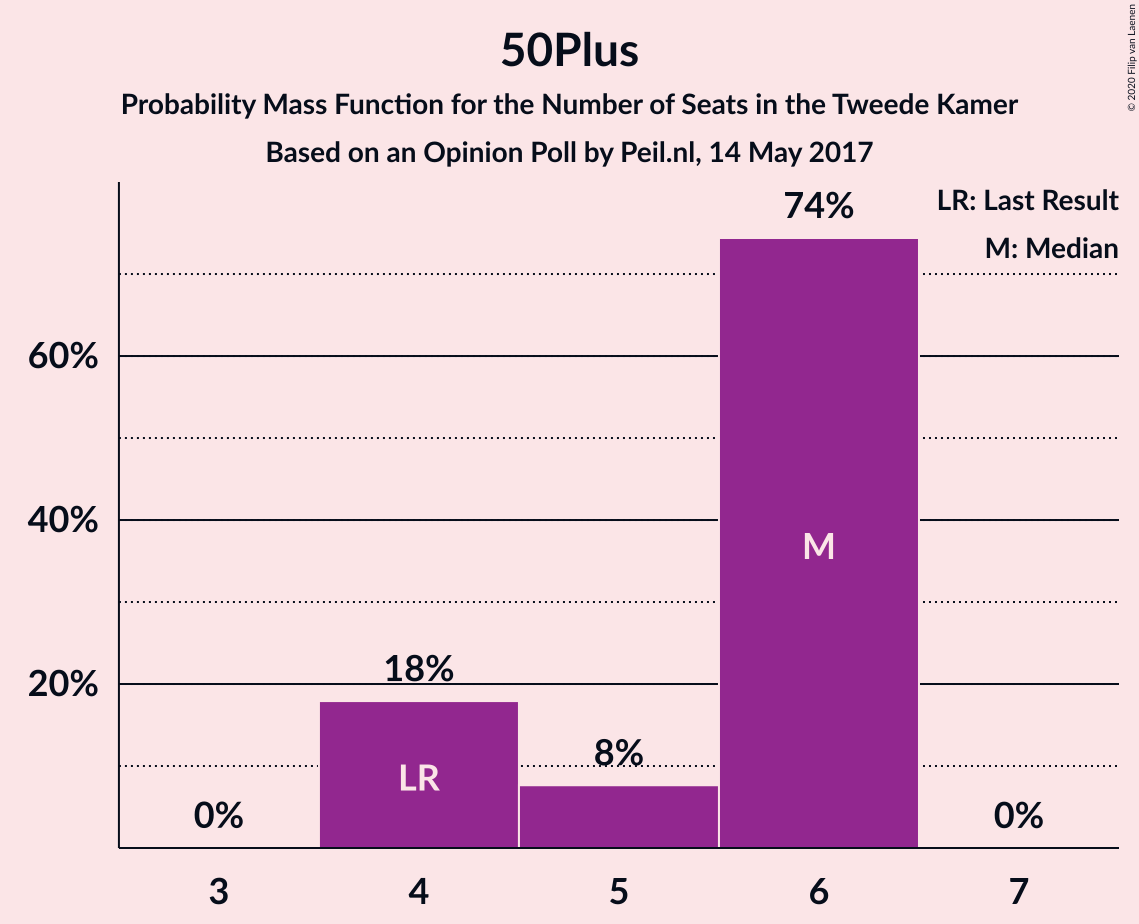 50Plus
Probability Mass Function for the Number of Seats in the Tweede Kamer
Based on an Opinion Poll by Peil.nl, 14 May 2017
© 2020 Filip van Laenen
LR: Last Result
M: Median
74%
60%
40%
20%
M
18%
LR
8%
0%
0%
3 4 5 6 7